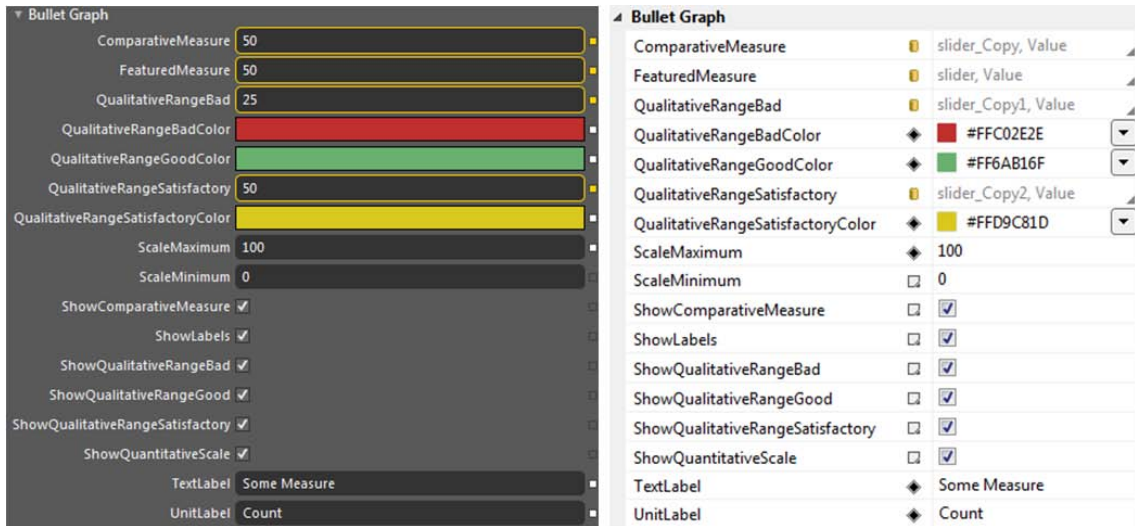 Bullet Graph
ComparativeMeasure 50
FeaturedMeasure 50
QualitativeRangeBad 25
QualitativeRangeBadColor
QualitativeRangeGoodColor
QualitativeRangeSatisfactory 50
QualitativeRangeSatisfactoryColor
ScaleMaximum 100
ScaleMinimum 0
ShowComparativeMeasure
ShowLabels
ShowQualitativeRangeBad
ShowQualitativeRangeGood
ShowQualitativeRangeSatisfactory
ShowQuantitativeScale
TextLabel Some Measure
UnitLabel Count
Bullet Graph
ComparativeMeasure slider_Copy, Value
FeaturedMeasure slider, Value
QualitativeRangeBad slider_Copy1, Value
QualitativeRangeBadColor #FFC02E2E
QualitativeRangeGoodColor #FF6AB16F
QualitativeRangeSatisfactory slider_Copy2, Value
QualitativeRangeSatisfactoryColor #FFD9C81D
ScaleMaximum 100
ScaleMinimum 0
ShowComparativeMeasure
ShowLabels
ShowQualitativeRangeBad
ShowQualitativeRangeGood
ShowQualitativeRangeSatisfactory
ShowQuantitativeScale
TextLabel Some Measure
UnitLabel Count